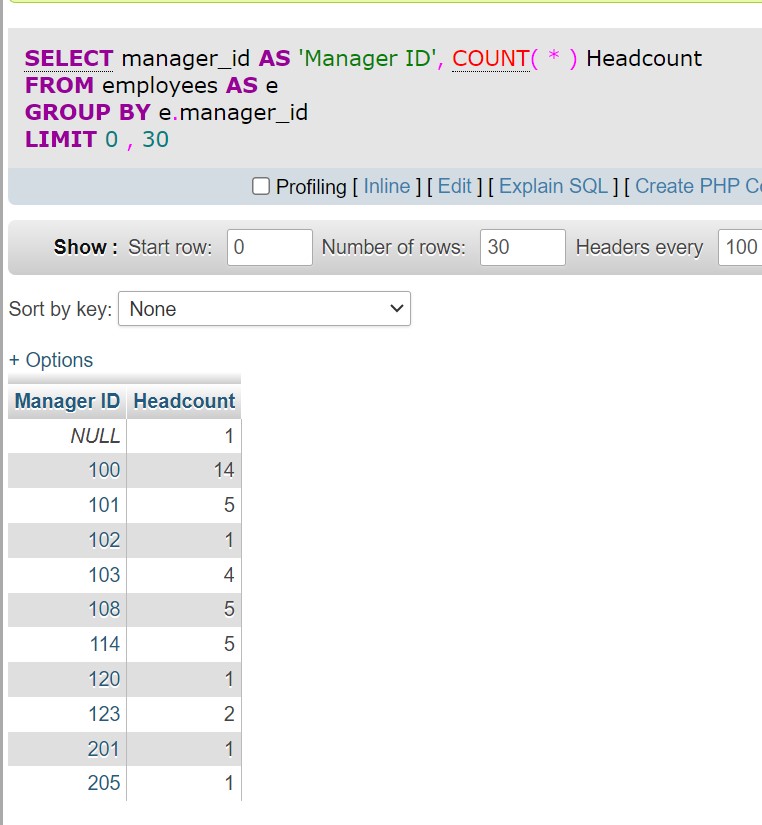 SELECT manager_id AS 'Manager ID', COUNT( * ) Headcount
FROM employees AS e
GROUP BY e.manager_id
LIMIT 0 , 30
Profiling [ Inline ] [ Edit ] [ Explain SQL ] [ Create PHP
Show : Start row: 0 Number of rows: 30 Headers every 100
Sort by key: None
+ Options
Manager ID Headcount
NULL 1
100 14
101 5
102 1
103 4
108 5
114 5
120 1
123 2
201 1
205 1